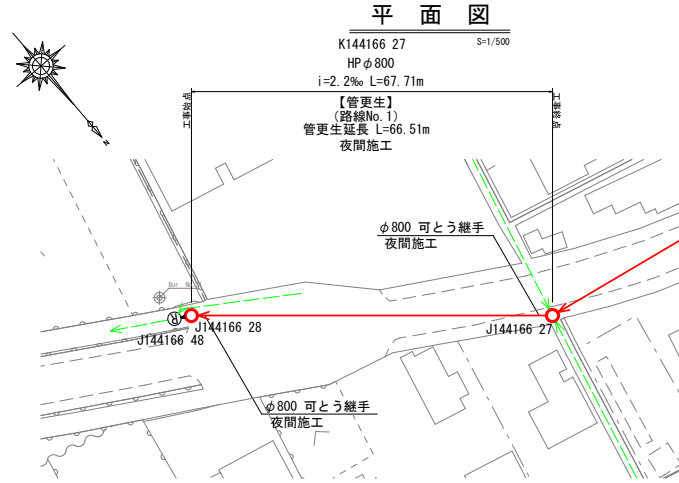 平面図
K144166 27
S=1/500
HPφ800
i=2.2‰ L=67.71m
工事始点
工事終点
【管更生】
(路線No.1)
管更生延長 L=66.51m
夜間施工
N
φ800 可とう継手
夜間施工
Bor No.
R
J144166 28
J144166 27
J144166 48
φ800 可とう継手
夜間施工